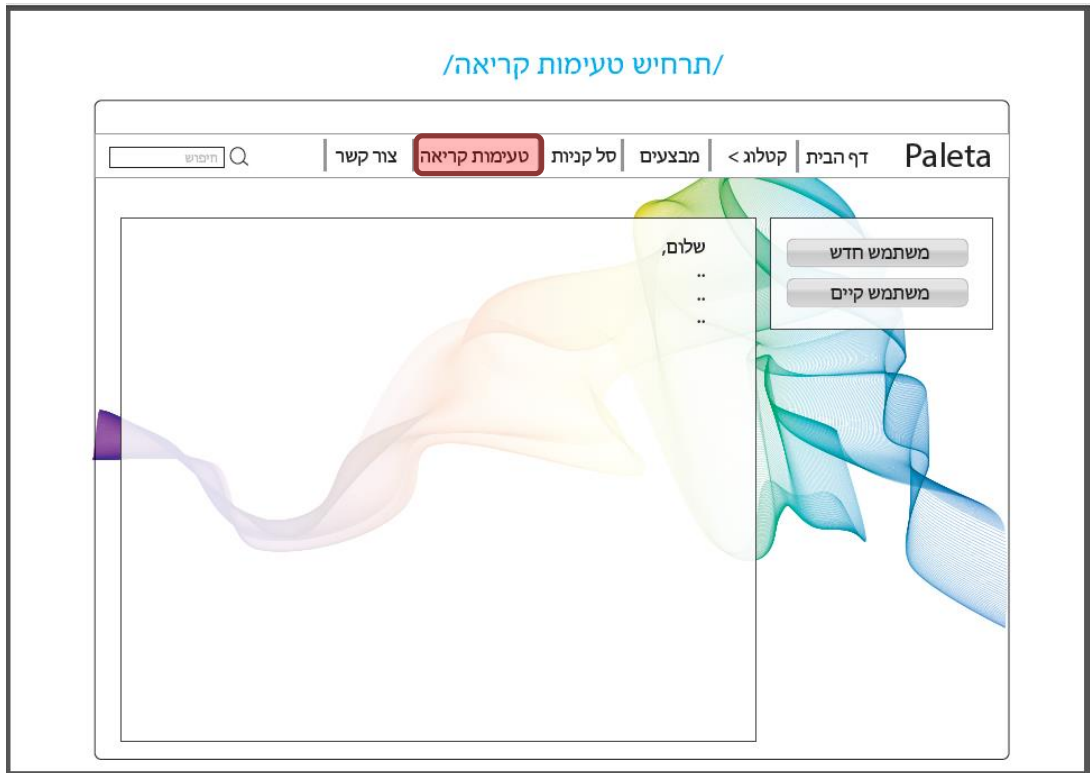 /תרחיש טעימות קריאה/
Paleta דף הבית | קטלוג > | מבצעים | סל קניות | טעימות קריאה | צור קשר | חיפוש
משתמש חדש
משתמש קיים
שלום,
..
..
..